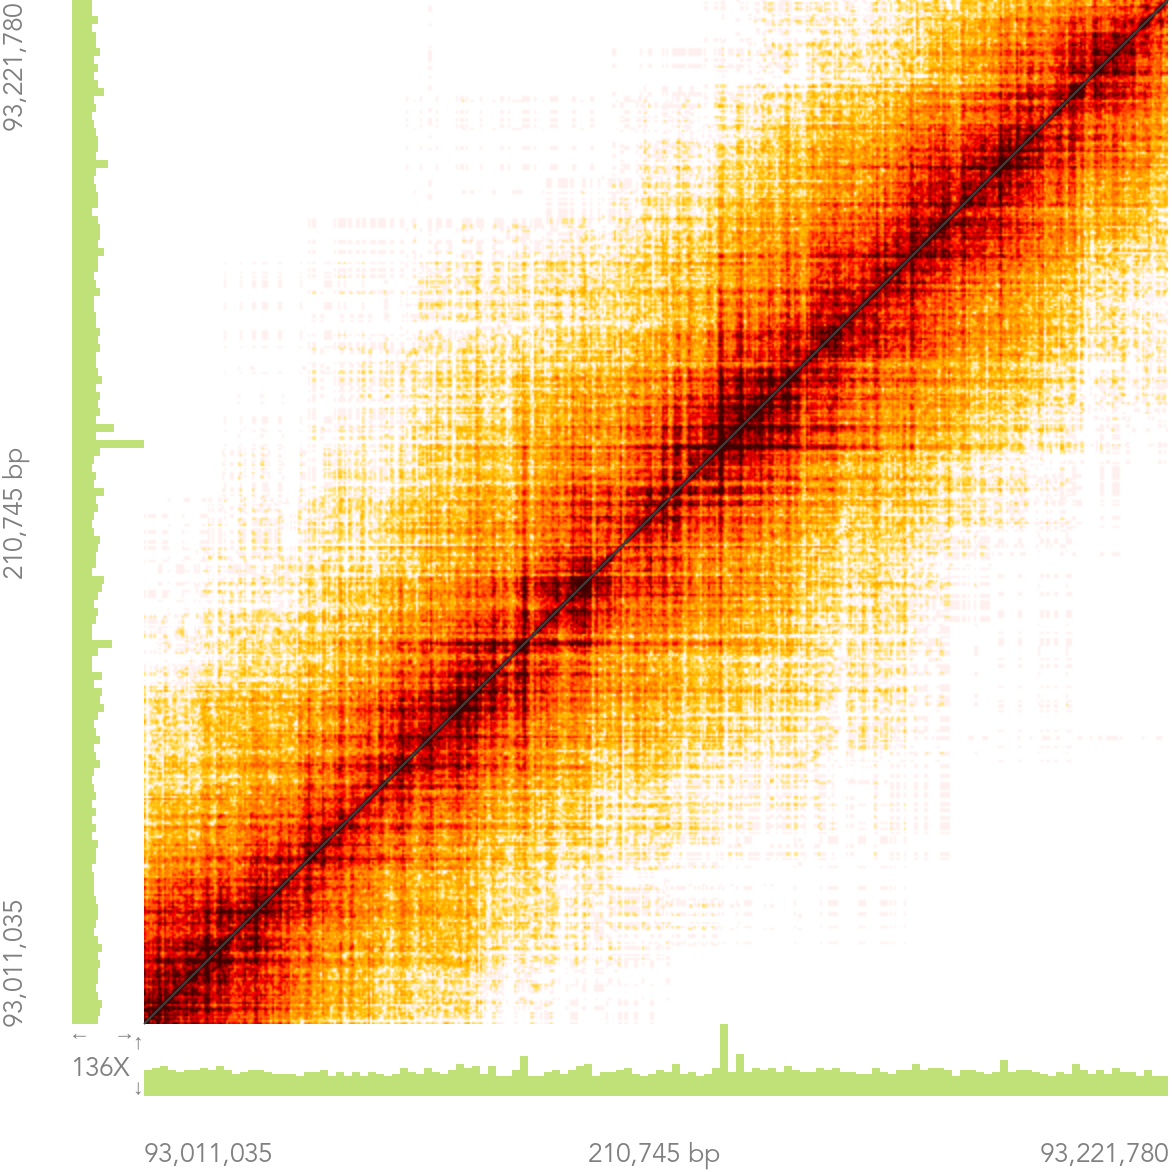 93,221,780
210,745 bp
93,011,035
← →
↑
136X
↓
93,011,035 210,745 bp 93,221,780